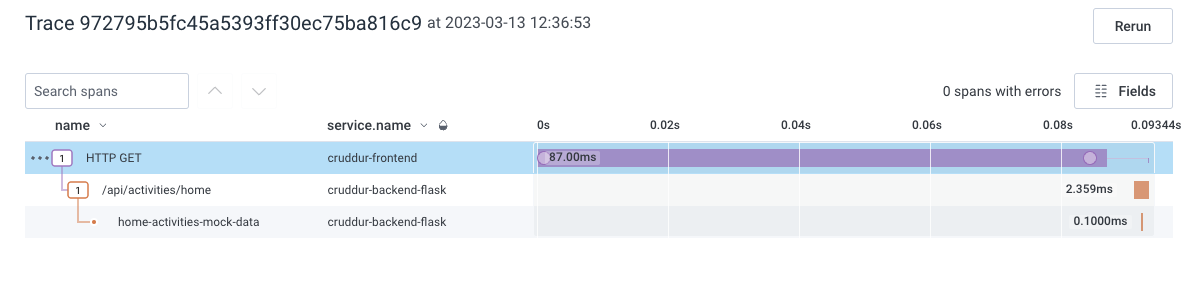 Trace 972795b5fc45a5393ff30ec75ba816c9 at 2023-03-13 12:36:53
Rerun
Search spans
0 spans with errors
Fields
name service.name 0s 0.02s 0.04s 0.06s 0.08s 0.09344s
1 HTTP GET cruddur-frontend 87.00ms
1 /api/activities/home cruddur-backend-flask 2.359ms
home-activities-mock-data cruddur-backend-flask 0.1000ms